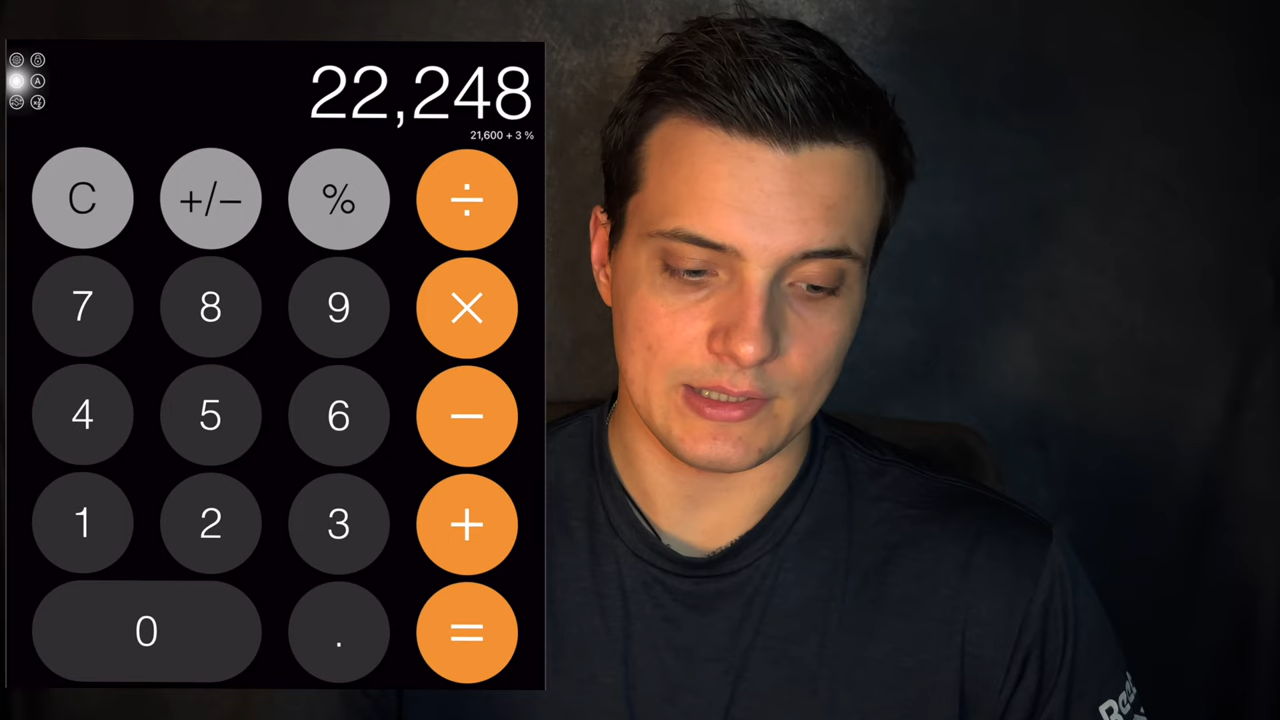 22,248
21,600 + 3 %
C +/− % ÷
7 8 9 ×
4 5 6 −
1 2 3 +
0 . =
A